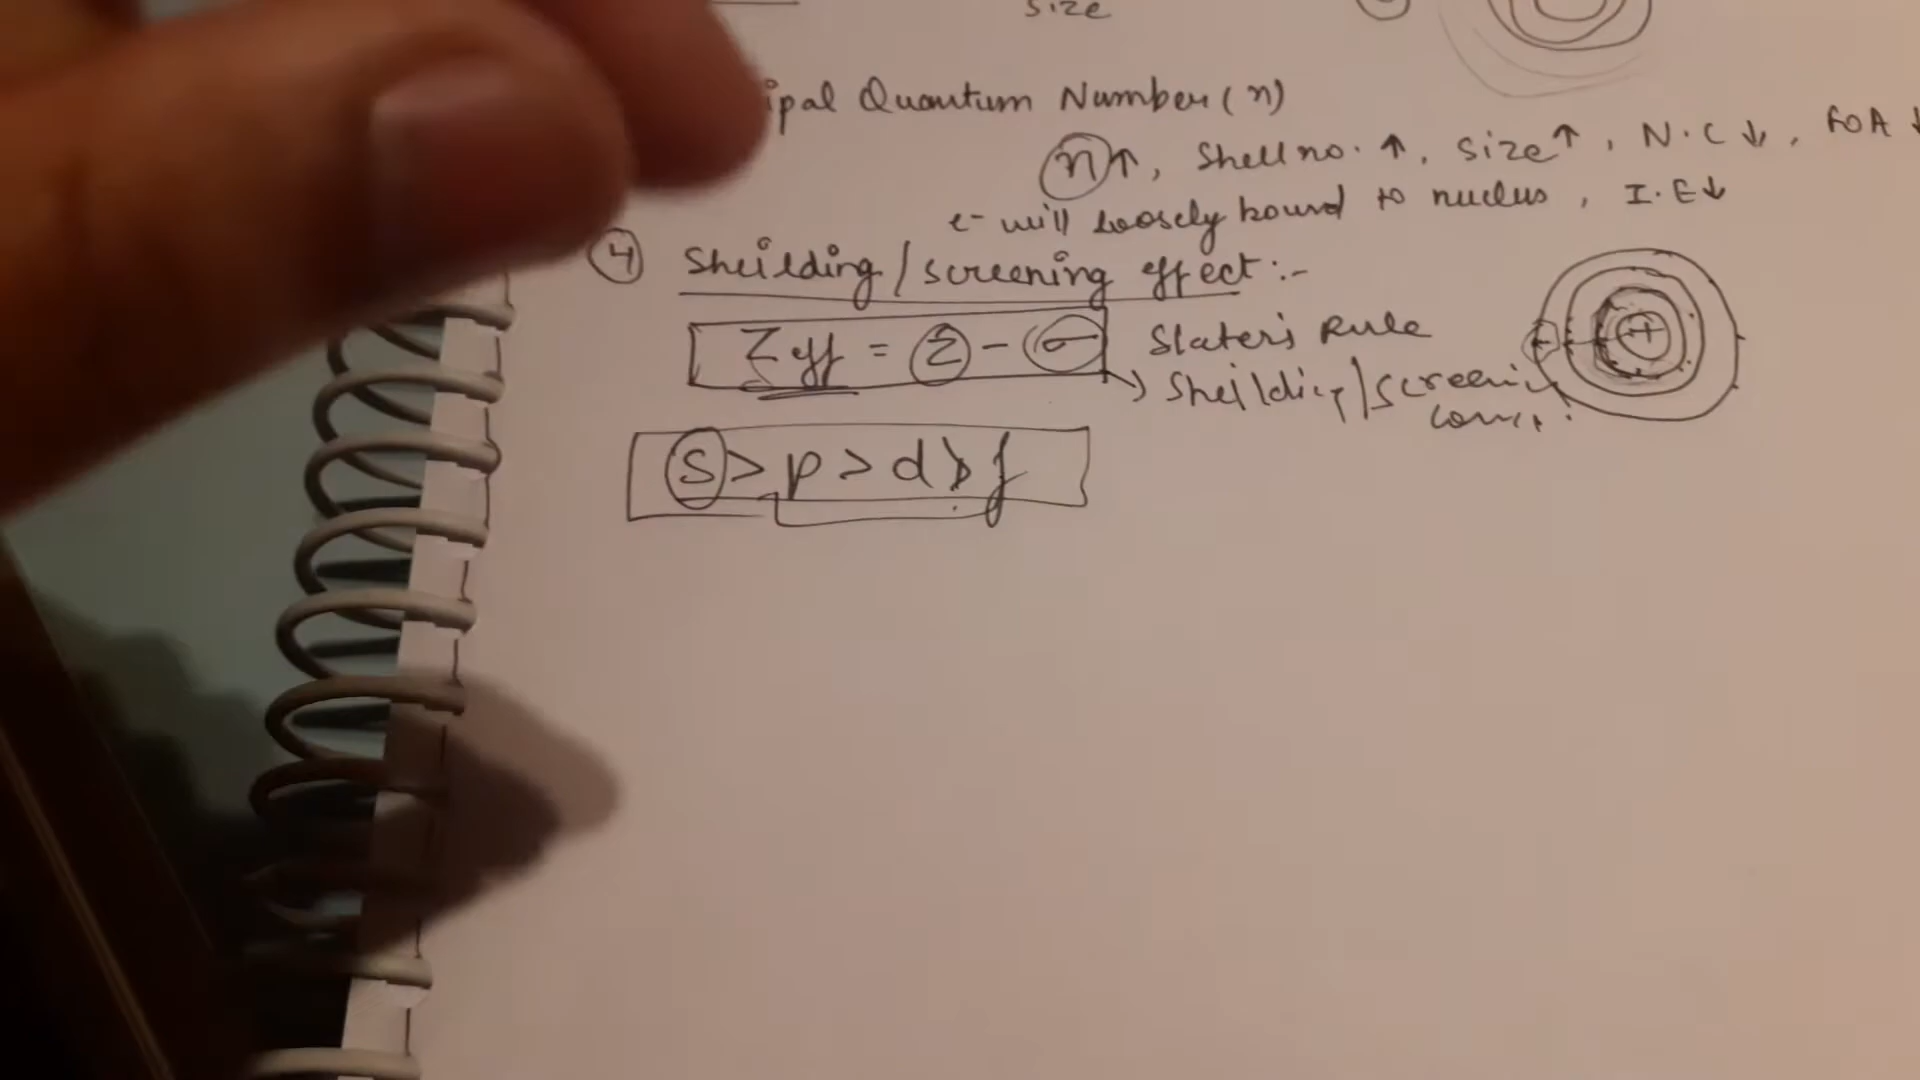 size
ipal Quantum Number (n)
n↑, Shell no. ↑, Size↑, N.C↓, FOA ↓
e- will loosely bound to nucleus, I.E↓
④ Sheilding/screening effect:-
Zeff = Z - σ Slater's Rule
→ Sheilding/Screenin
s > p > d > f